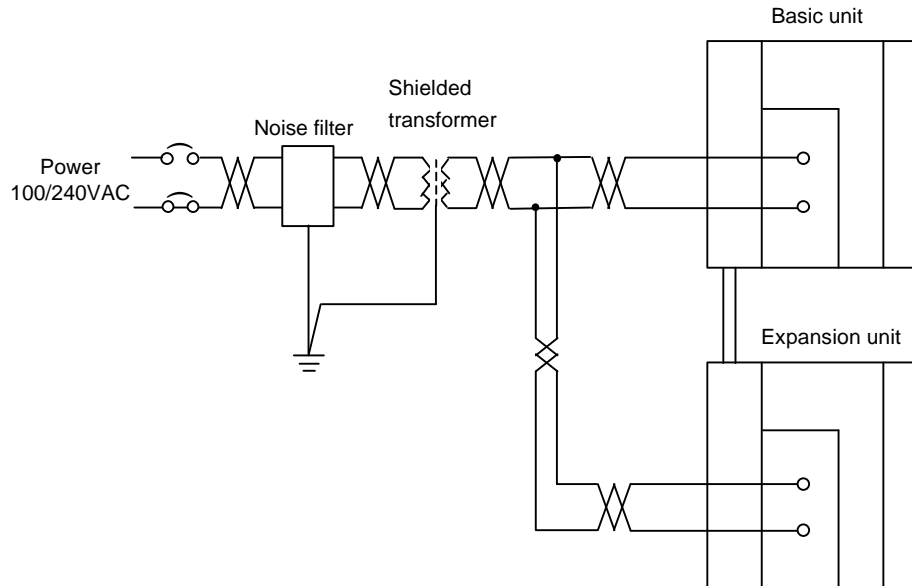 Basic unit
Shielded
transformer
Noise filter
Power
100/240VAC
Expansion unit